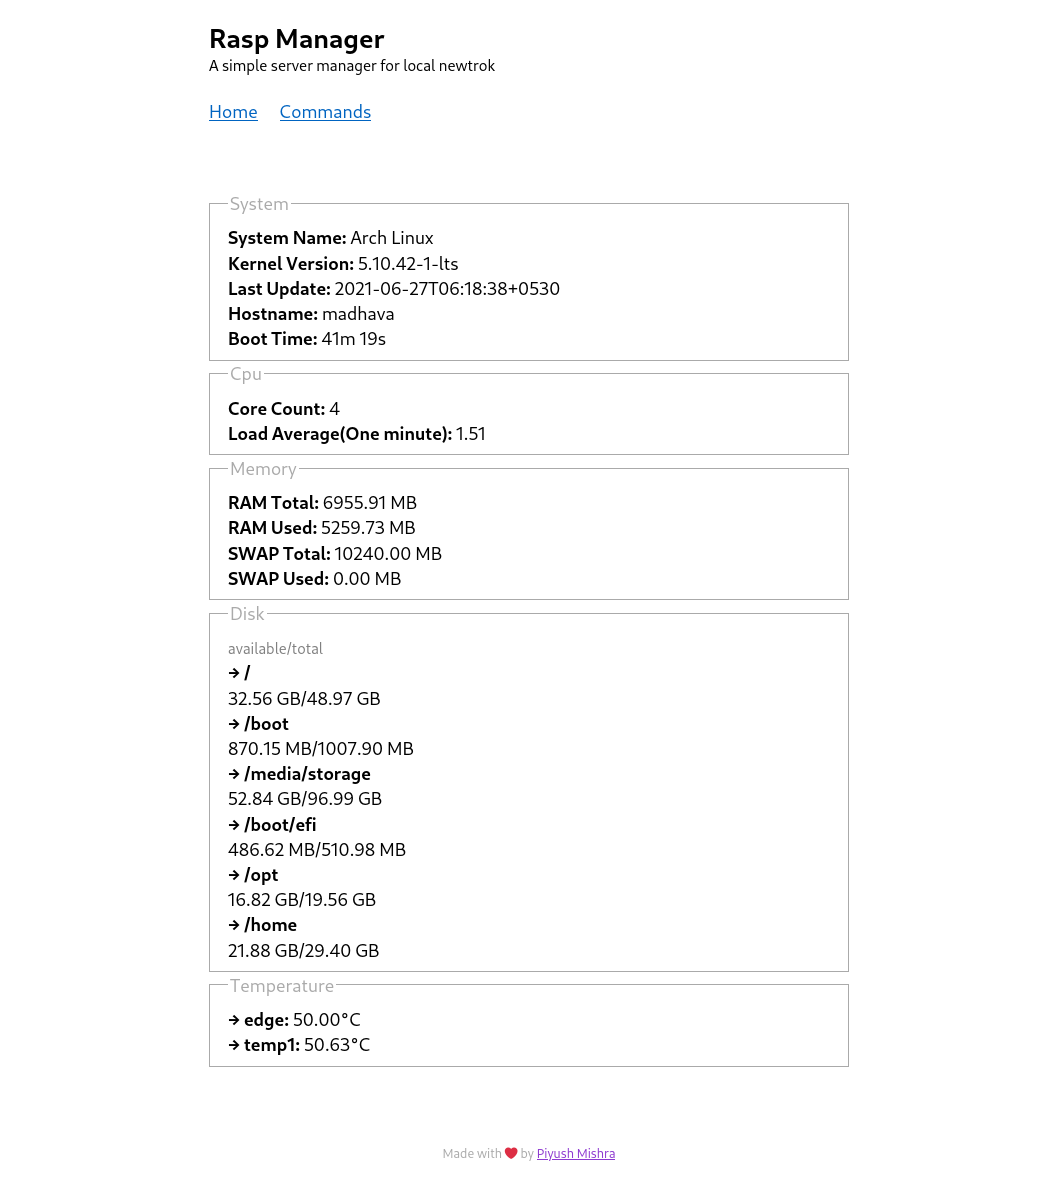 Rasp Manager
A simple server manager for local newtrok
Home Commands
System
System Name: Arch Linux
Kernel Version: 5.10.42-1-lts
Last Update: 2021-06-27T06:18:38+0530
Hostname: madhava
Boot Time: 41m 19s
Cpu
Core Count: 4
Load Average(One minute): 1.51
Memory
RAM Total: 6955.91 MB
RAM Used: 5259.73 MB
SWAP Total: 10240.00 MB
SWAP Used: 0.00 MB
Disk
available/total
→ /
32.56 GB/48.97 GB
→ /boot
870.15 MB/1007.90 MB
→ /media/storage
52.84 GB/96.99 GB
→ /boot/efi
486.62 MB/510.98 MB
→ /opt
16.82 GB/19.56 GB
→ /home
21.88 GB/29.40 GB
Temperature
→ edge: 50.00°C
→ temp1: 50.63°C
Made with ❤ by Piyush Mishra